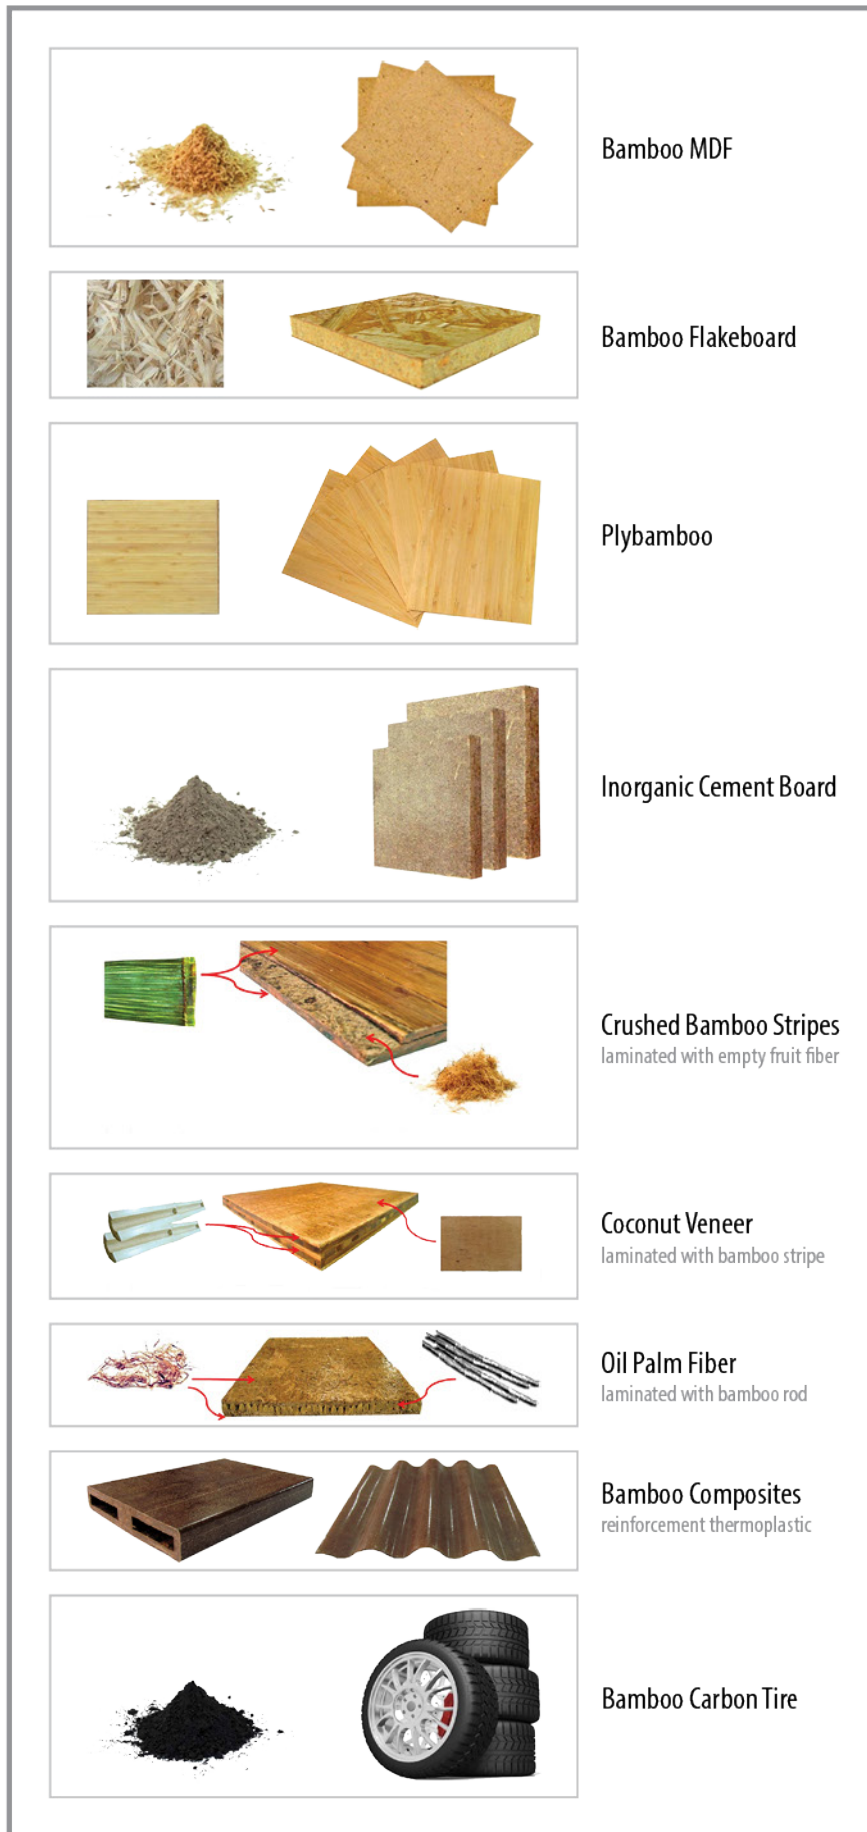 Bamboo MDF
Bamboo Flakeboard
Plybamboo
Inorganic Cement Board
Crushed Bamboo Stripes
laminated with empty fruit fiber
Coconut Veneer
laminated with bamboo stripe
Oil Palm Fiber
laminated with bamboo rod
Bamboo Composites
reinforcement thermoplastic
Bamboo Carbon Tire